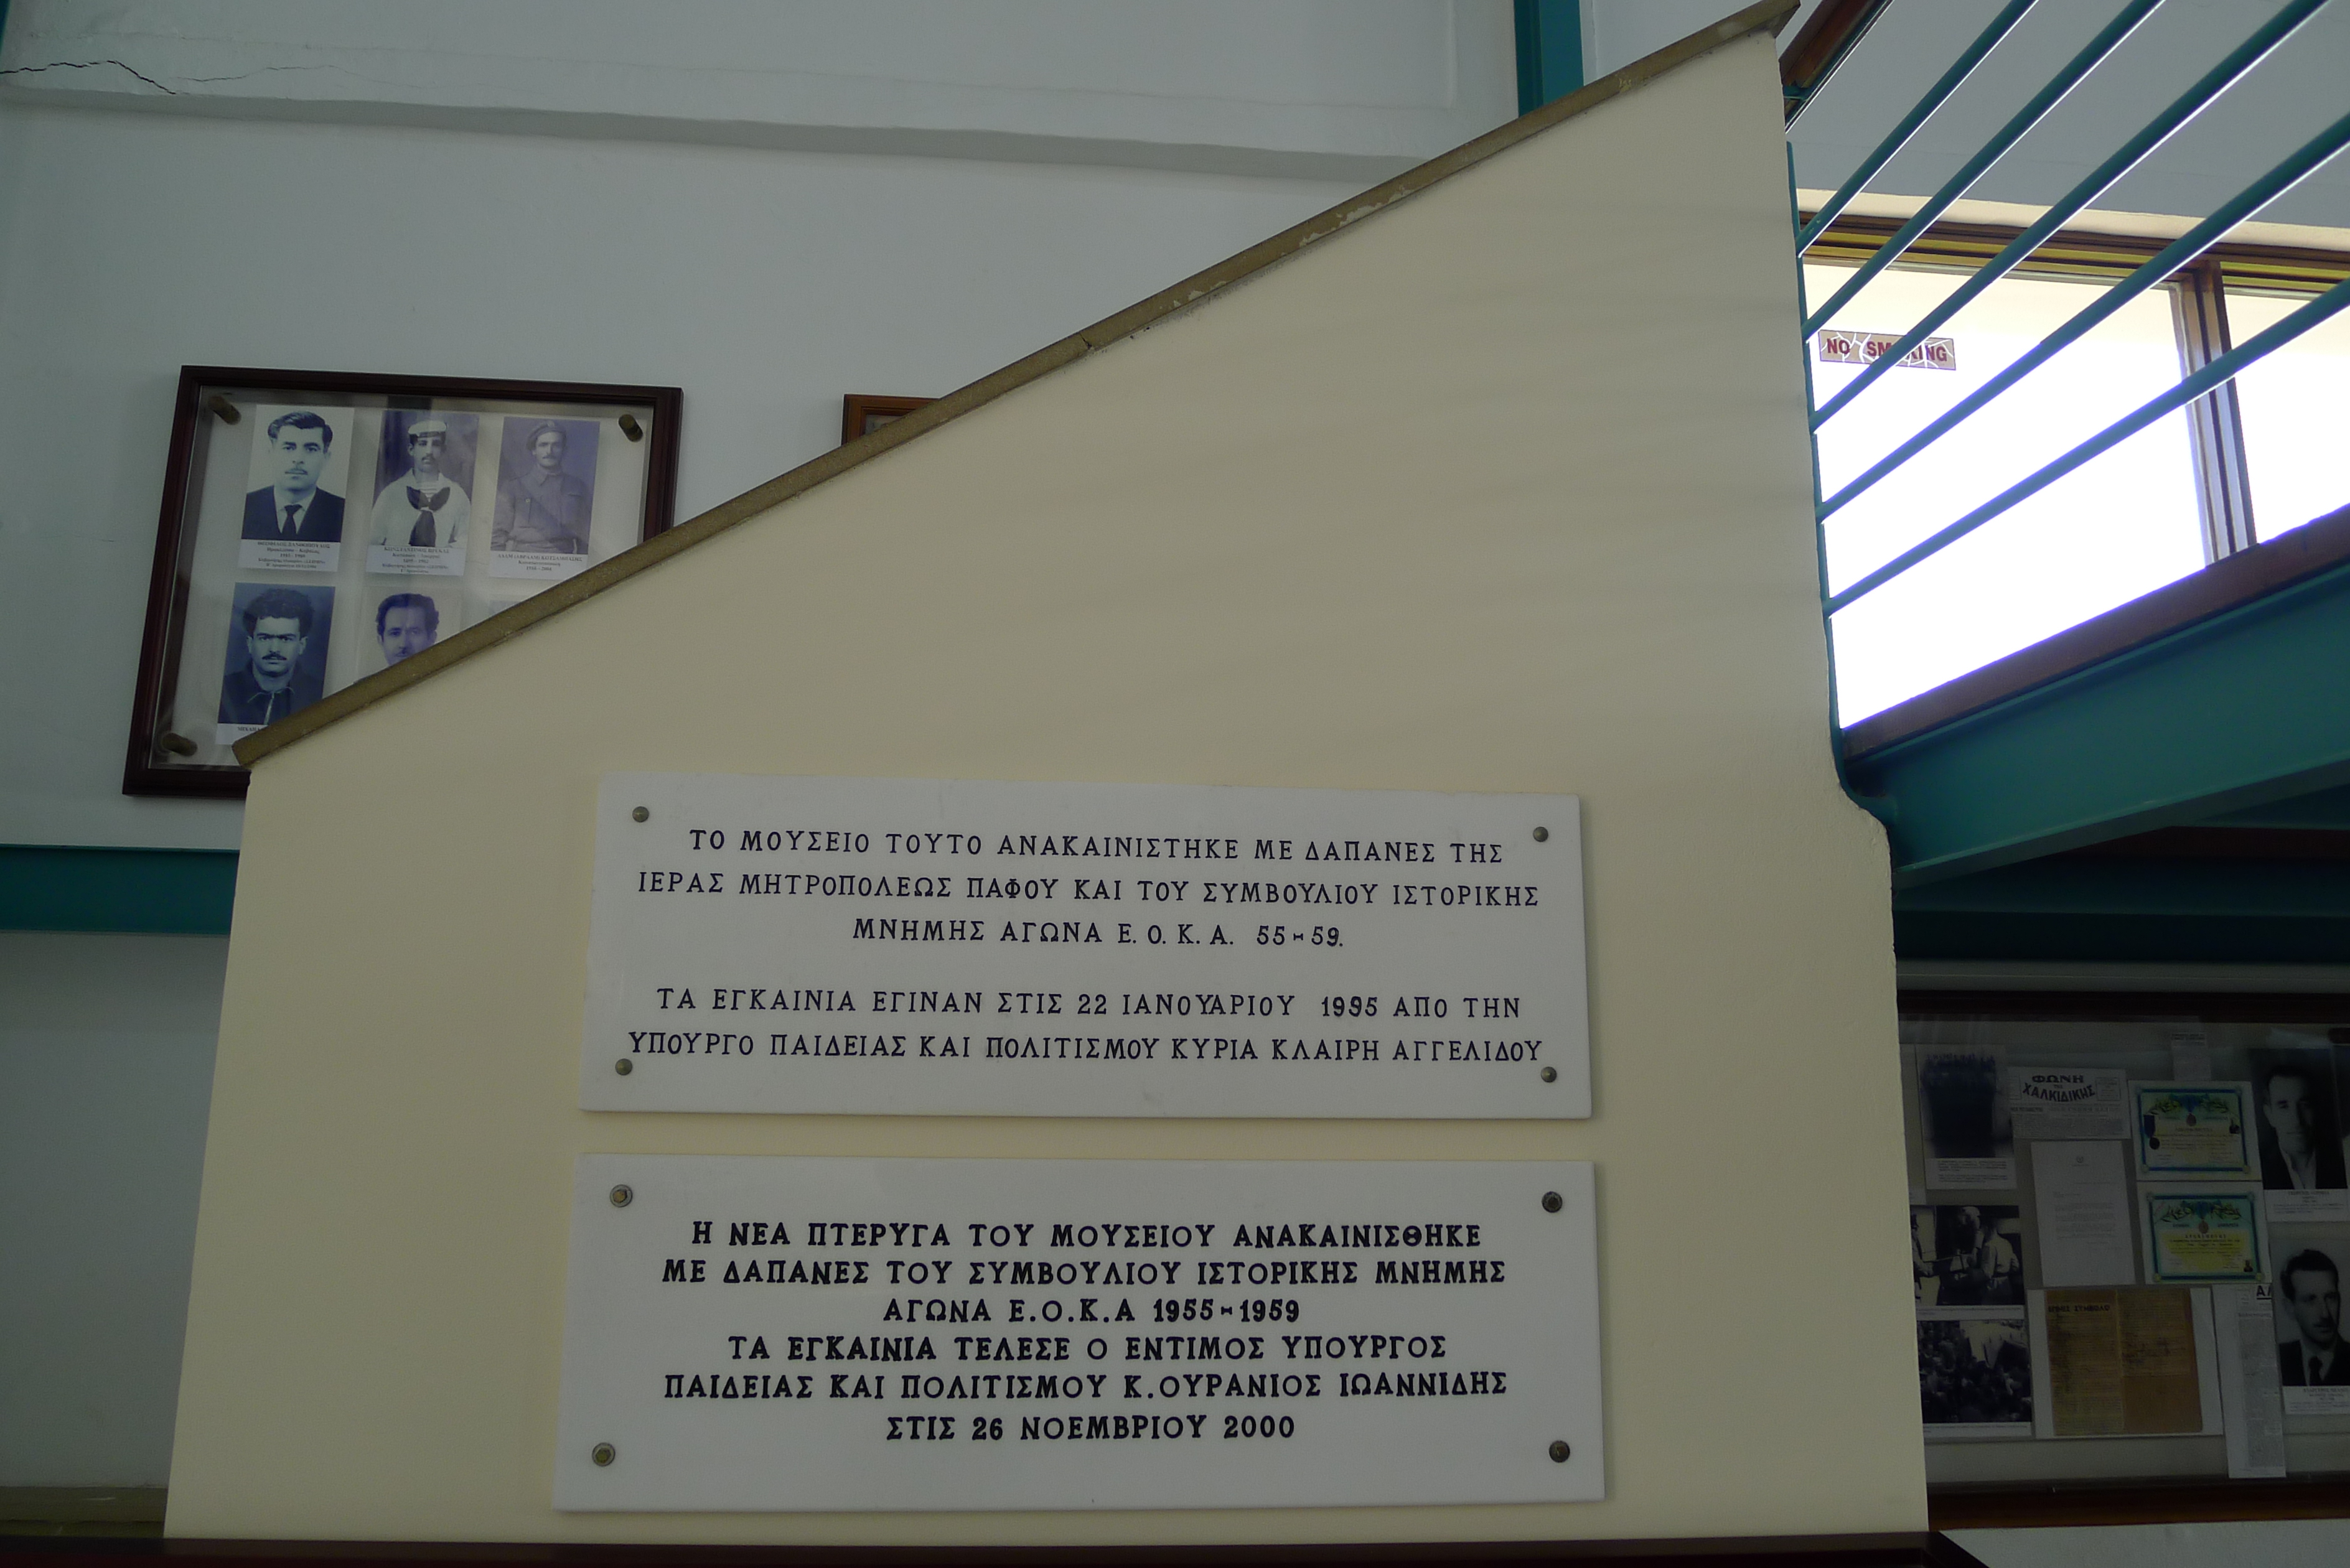 NO SMOKING
ΤΟ ΜΟΥΣΕΙΟ ΤΟΥΤΟ ΑΝΑΚΑΙΝΙΣΤΗΚΕ ΜΕ ΔΑΠΑΝΕΣ ΤΗΣ
ΙΕΡΑΣ ΜΗΤΡΟΠΟΛΕΩΣ ΠΑΦΟΥ ΚΑΙ ΤΟΥ ΣΥΜΒΟΥΛΙΟΥ ΙΣΤΟΡΙΚΗΣ
ΜΝΗΜΗΣ ΑΓΩΝΑ Ε. Ο. Κ. Α. 55-59.
ΤΑ ΕΓΚΑΙΝΙΑ ΕΓΙΝΑΝ ΣΤΙΣ 22 ΙΑΝΟΥΑΡΙΟΥ 1995 ΑΠΟ ΤΗΝ
ΥΠΟΥΡΓΟ ΠΑΙΔΕΙΑΣ ΚΑΙ ΠΟΛΙΤΙΣΜΟΥ ΚΥΡΙΑ ΚΛΑΙΡΗ ΑΓΓΕΛΙΔΟΥ
Η ΝΕΑ ΠΤΕΡΥΓΑ ΤΟΥ ΜΟΥΣΕΙΟΥ ΑΝΑΚΑΙΝΙΣΘΗΚΕ
ΜΕ ΔΑΠΑΝΕΣ ΤΟΥ ΣΥΜΒΟΥΛΙΟΥ ΙΣΤΟΡΙΚΗΣ ΜΝΗΜΗΣ
ΑΓΩΝΑ Ε.Ο.Κ.Α 1955-1959
ΤΑ ΕΓΚΑΙΝΙΑ ΤΕΛΕΣΕ Ο ΕΝΤΙΜΟΣ ΥΠΟΥΡΓΟΣ
ΠΑΙΔΕΙΑΣ ΚΑΙ ΠΟΛΙΤΙΣΜΟΥ Κ.ΟΥΡΑΝΙΟΣ ΙΩΑΝΝΙΔΗΣ
ΣΤΙΣ 26 ΝΟΕΜΒΡΙΟΥ 2000
ΦΩΝΗ
ΧΑΛΚΙΔΙΚΗΣ